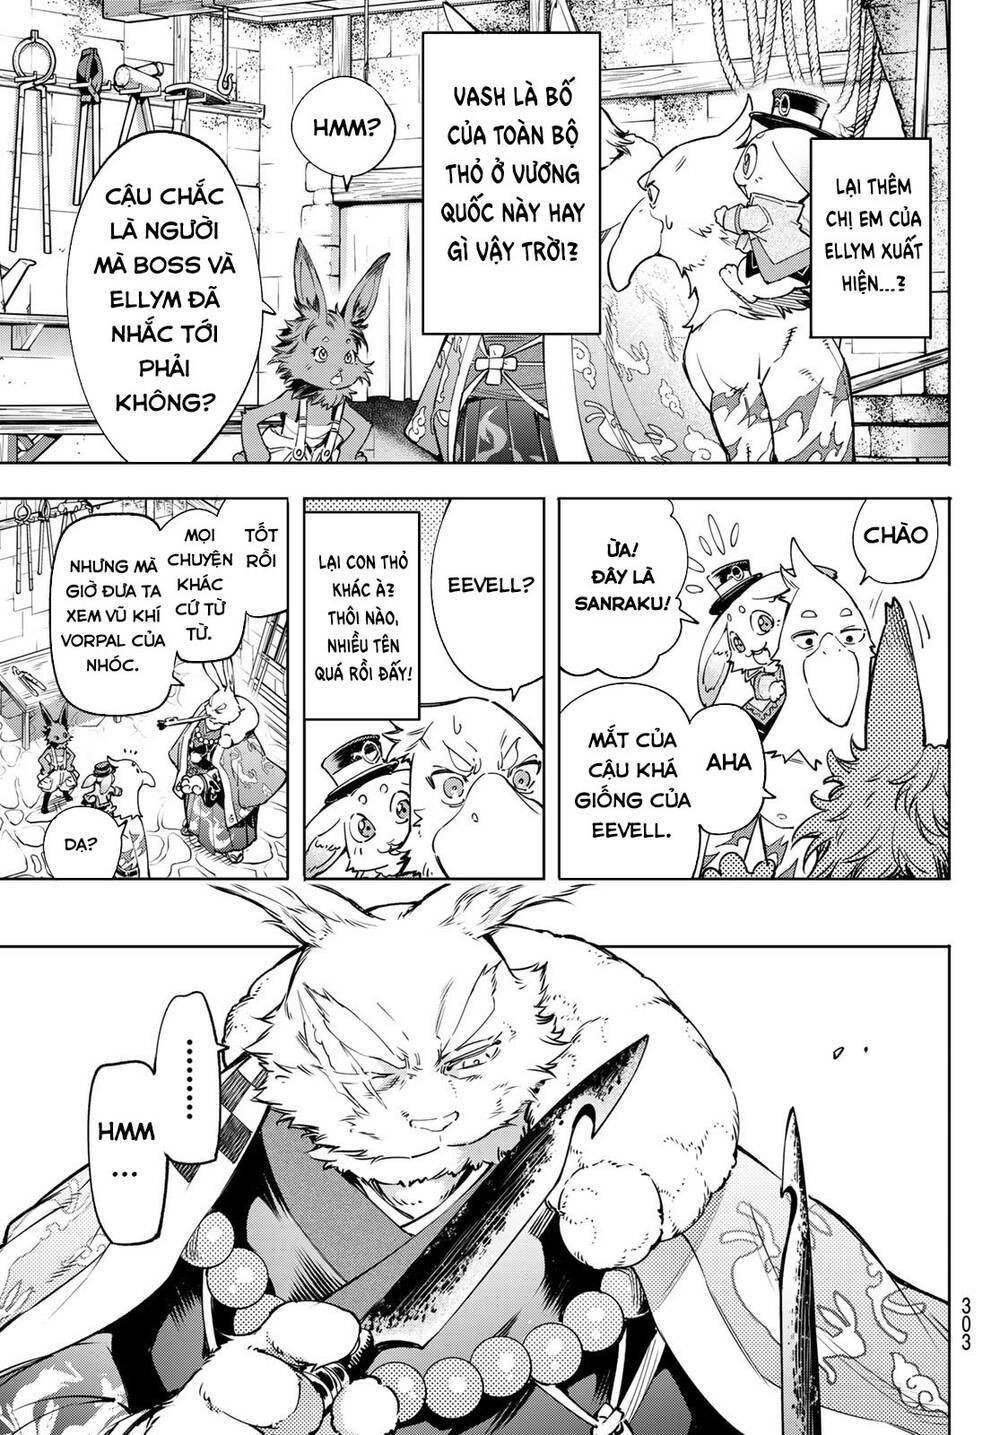 LẠI THÊM
CHỊ EM CỦA
ELLYM XUẤT
HIỆN...?
VASH LÀ BỐ
CỦA TOÀN BỘ
THỎ Ở VƯƠNG
QUỐC NÀY HAY
GÌ VẬY TRỜI?
HMM?
CẬU CHẮC
LÀ NGƯỜI
MÀ BOSS VÀ
ELLYM ĐÃ
NHẮC TỚI
PHẢI
KHÔNG?
CHÀO
ỪA!
ĐÂY LÀ
SANRAKU!
AHA
MẮT CỦA
CẬU KHÁ
GIỐNG CỦA
EEVELL.
EEVELL?
LẠI CON THỎ
KHÁC À?
THÔI NÀO,
NHIỀU TÊN
QUÁ RỒI ĐẤY!
TỐT
RỒI
MỌI
CHUYỆN
KHÁC
CỨ TỪ
TỪ.
NHƯNG MÀ
GIỜ ĐƯA TA
XEM VŨ KHÍ
VORPAL CỦA
NHÓC.
DẠ?
.........
HMM
...
303